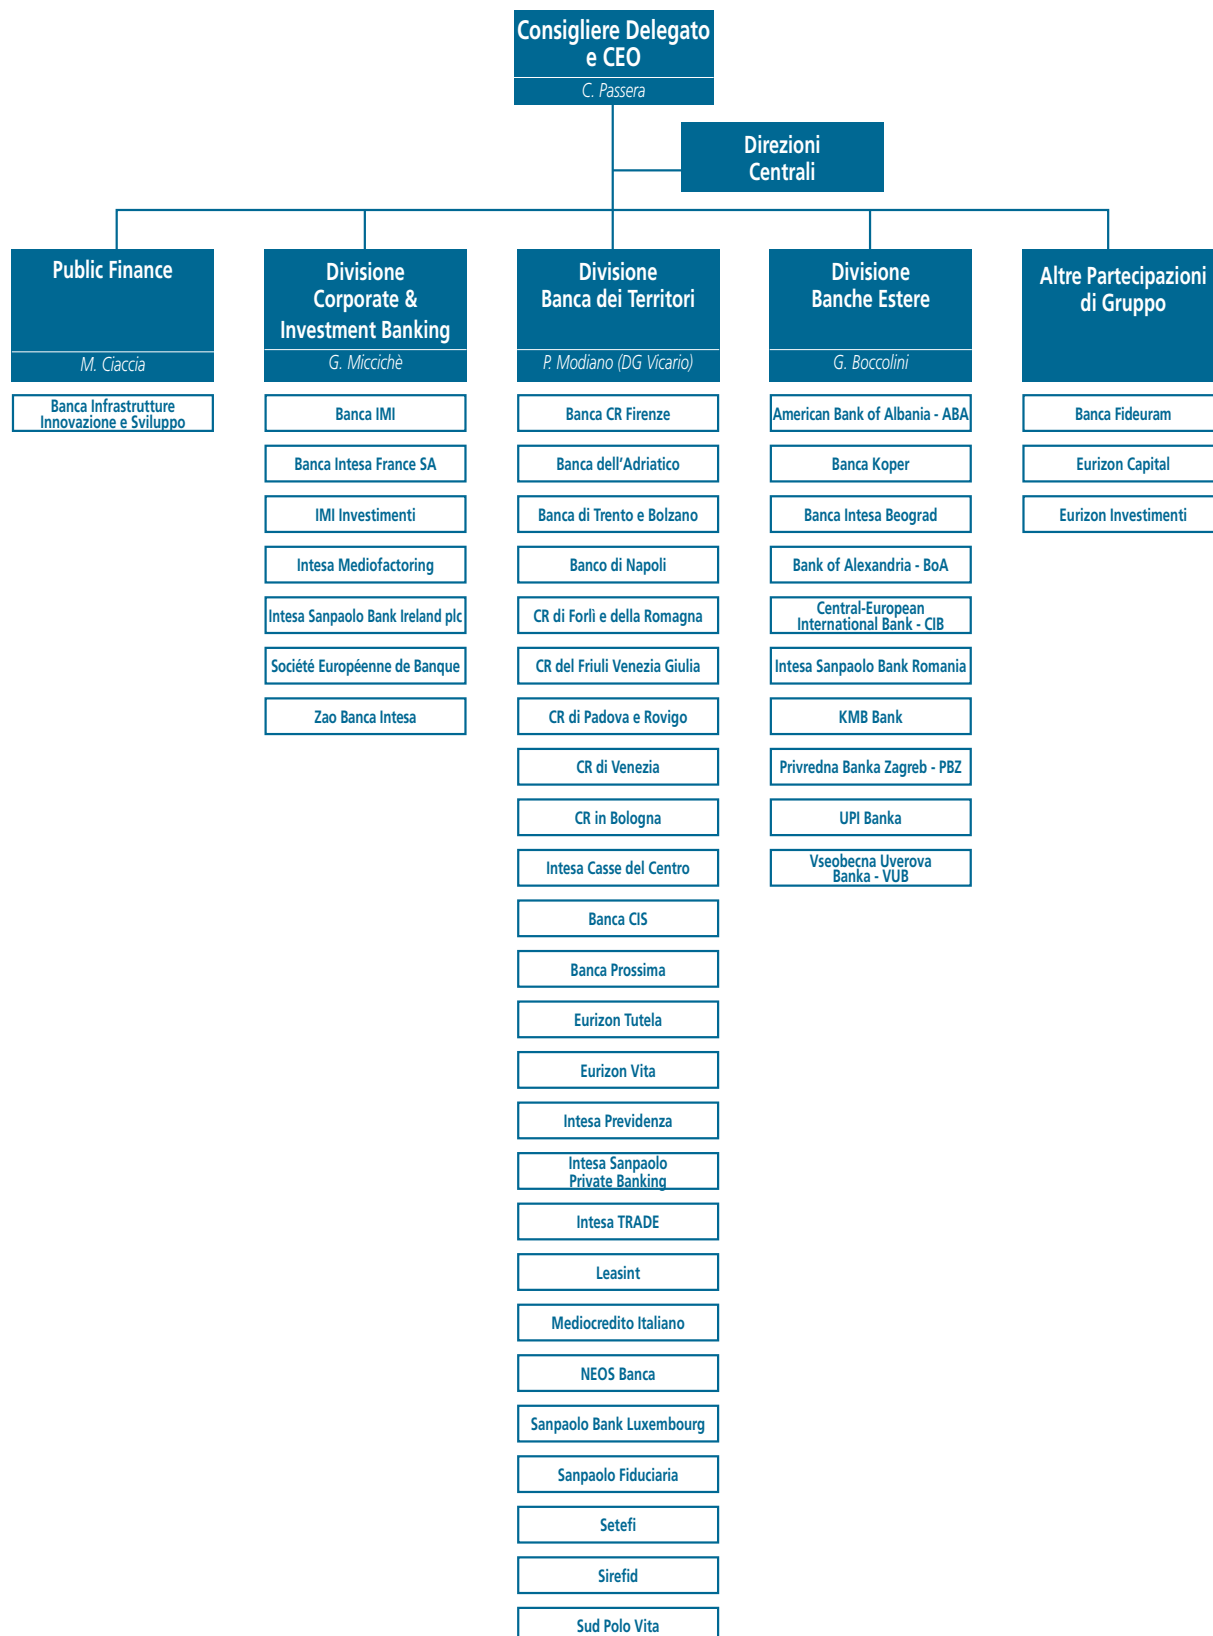 Consigliere Delegato
e CEO
C. Passera
Direzioni
Centrali
Public Finance
M. Ciaccia
Banca Infrastrutture
Innovazione e Sviluppo
Divisione
Corporate &
Investment Banking
G. Miccichè
Banca IMI
Banca Intesa France SA
IMI Investimenti
Intesa Mediofactoring
Intesa Sanpaolo Bank Ireland plc
Société Européenne de Banque
Zao Banca Intesa
Divisione
Banca dei Territori
P. Modiano (DG Vicario)
Banca CR Firenze
Banca dell'Adriatico
Banca di Trento e Bolzano
Banco di Napoli
CR di Forlì e della Romagna
CR del Friuli Venezia Giulia
CR di Padova e Rovigo
CR di Venezia
CR in Bologna
Intesa Casse del Centro
Banca CIS
Banca Prossima
Eurizon Tutela
Eurizon Vita
Intesa Previdenza
Intesa Sanpaolo
Private Banking
Intesa TRADE
Leasint
Mediocredito Italiano
NEOS Banca
Sanpaolo Bank Luxembourg
Sanpaolo Fiduciaria
Setefi
Sirefid
Sud Polo Vita
Divisione
Banche Estere
G. Boccolini
American Bank of Albania - ABA
Banca Koper
Banca Intesa Beograd
Bank of Alexandria - BoA
Central-European
International Bank - CIB
Intesa Sanpaolo Bank Romania
KMB Bank
Privredna Banka Zagreb - PBZ
UPI Banka
Vseobecna Uverova
Banka - VUB
Altre Partecipazioni
di Gruppo
Banca Fideuram
Eurizon Capital
Eurizon Investimenti